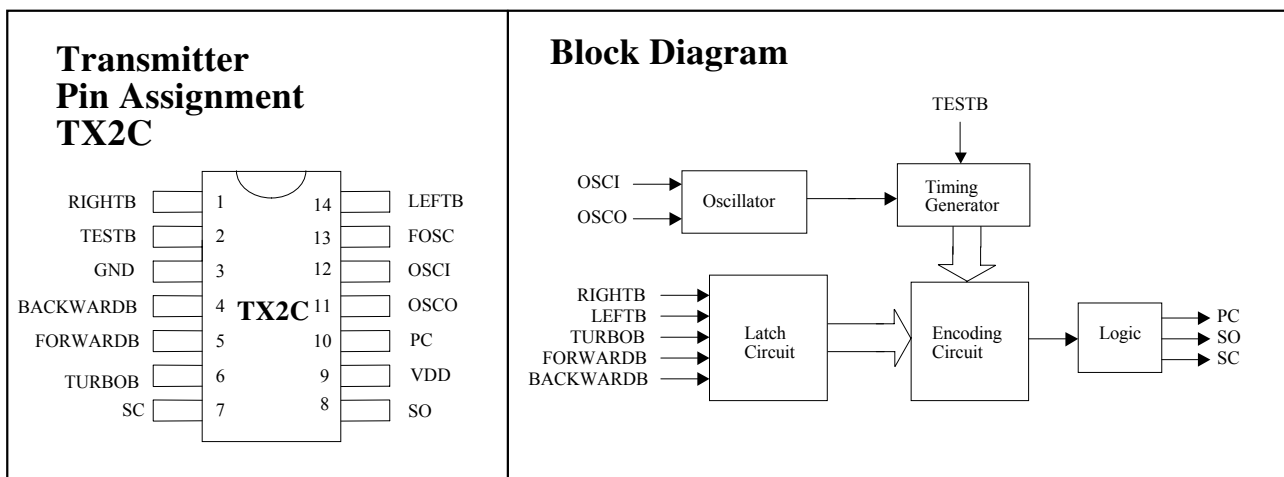 Transmitter
Pin Assignment
TX2C
RIGHTB 1 14 LEFTB
TESTB 2 13 FOSC
GND 3 12 OSCI
BACKWARDB 4 TX2C 11 OSCO
FORWARDB 5 10 PC
TURBOB 6 9 VDD
SC 7 8 SO
Block Diagram
TESTB
OSCI
OSCO
Oscillator
Timing
Generator
RIGHTB
LEFTB
TURBOB
FORWARDB
BACKWARDB
Latch
Circuit
Encoding
Circuit
Logic
PC
SO
SC